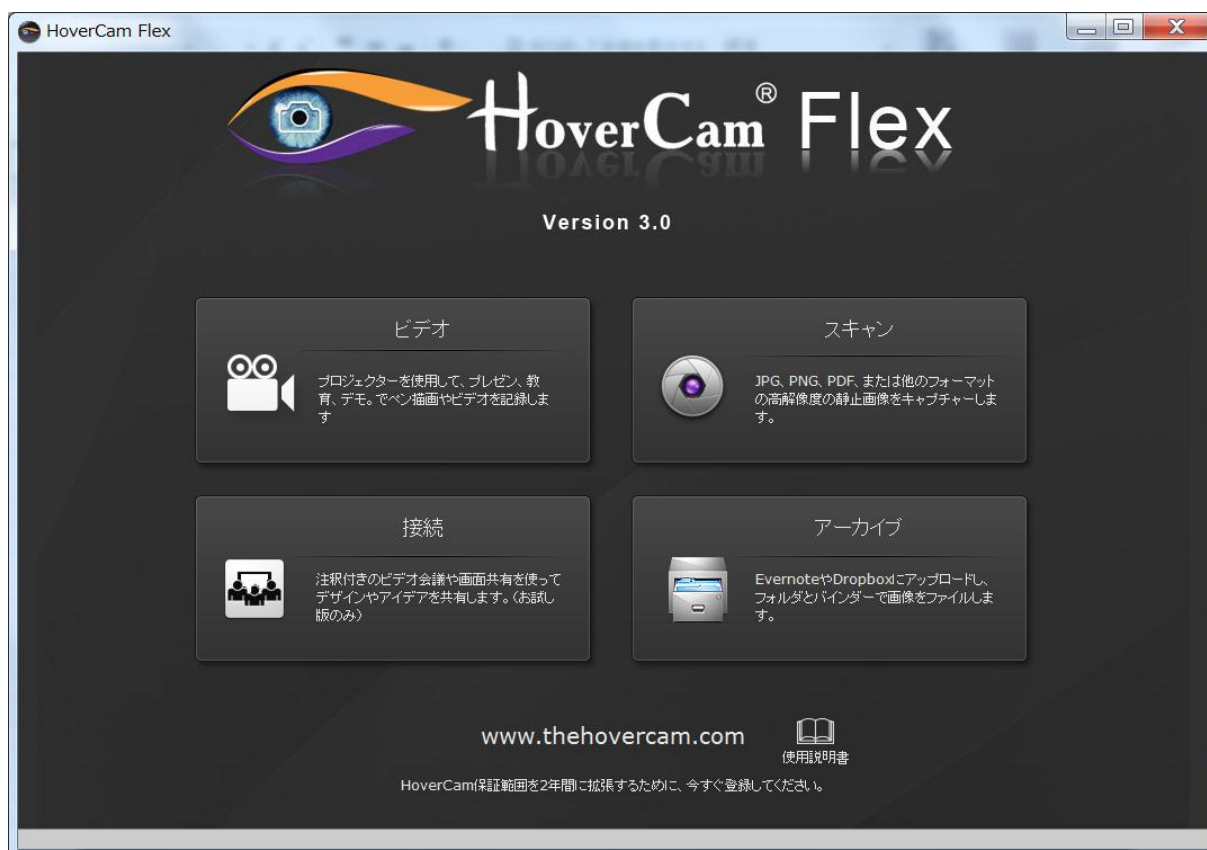 HoverCam Flex
HoverCam® Flex
Version 3.0
ビデオ
プロジェクターを使用して、プレゼン、教
育、デモ。でペン描画やビデオを記録しま
す
スキャン
JPG、PNG、PDF、または他のフォーマット
の高解像度の静止画像をキャプチャーしま
す。
接続
注釈付きのビデオ会議や画面共有を使って
デザインやアイデアを共有します。（お試し
版のみ）
アーカイブ
EvernoteやDropboxにアップロードし、
フォルダとバインダーで画像をファイルしま
す。
www.thehovercam.com
使用説明書
HoverCam保証範囲を2年間に拡張するために、今すぐ登録してください。